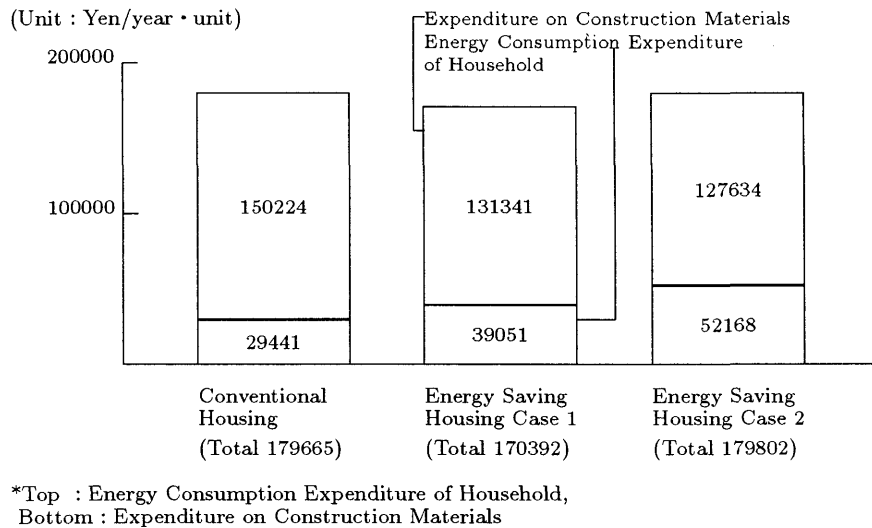 (Unit : Yen/year・unit)
Expenditure on Construction Materials
Energy Consumption Expenditure
of Household
200000
100000
150224
131341
127634
29441
39051
52168
Conventional
Housing
(Total 179665)
Energy Saving
Housing Case 1
(Total 170392)
Energy Saving
Housing Case 2
(Total 179802)
*Top : Energy Consumption Expenditure of Household,
Bottom : Expenditure on Construction Materials